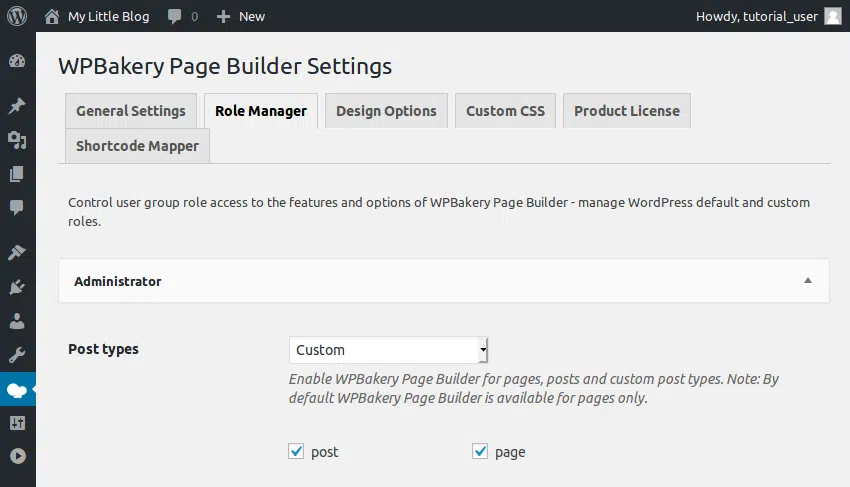 My Little Blog 0 New Howdy, tutorial_user
WPBakery Page Builder Settings
General Settings Role Manager Design Options Custom CSS Product License
Shortcode Mapper
Control user group role access to the features and options of WPBakery Page Builder - manage WordPress default and custom
roles.
Administrator
Post types Custom
Enable WPBakery Page Builder for pages, posts and custom post types. Note: By
default WPBakery Page Builder is available for pages only.
post page